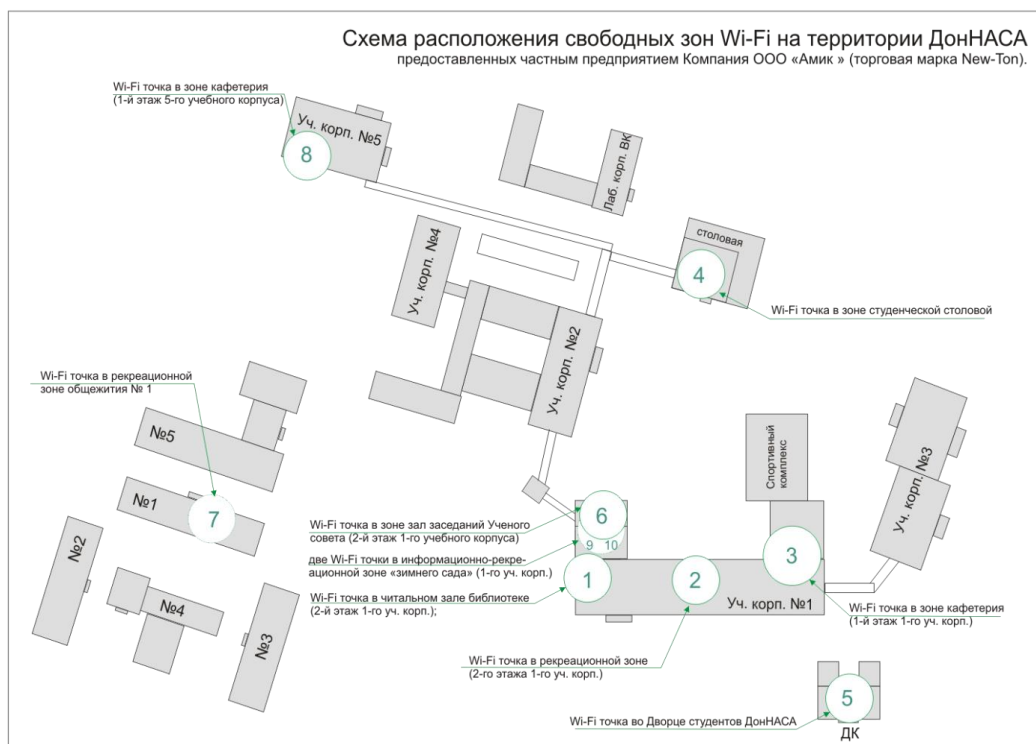 Схема расположения свободных зон Wi-Fi на территории ДонНАСА
предоставленных частным предприятием Компания ООО «Амик » (торговая марка New-Ton).
Wi-Fi точка в зоне кафетерия
(1-й этаж 5-го учебного корпуса)
Уч. корп. №5
8
Лаб. корп. ВК
столовая
4
Wi-Fi точка в зоне студенческой столовой
Уч. корп. №4
Уч. корп. №2
Wi-Fi точка в рекреационной
зоне общежития № 1
№5
№1
7
№2
№4
№3
Спортивный
комплекс
Уч. корп. №3
Wi-Fi точка в зоне зал заседаний Ученого
совета (2-й этаж 1-го учебного корпуса)
6
9 10
две Wi-Fi точки в информационно-рекре-
ационной зоне «зимнего сада» (1-го уч. корп.)
Wi-Fi точка в читальном зале библиотеке
(2-й этаж 1-го уч. корп.);
1
2
3
Уч. корп. №1
Wi-Fi точка в зоне кафетерия
(1-й этаж 1-го уч. корп.)
Wi-Fi точка в рекреационной зоне
(2-го этажа 1-го уч. корп.)
5
Wi-Fi точка во Дворце студентов ДонНАСА
ДК